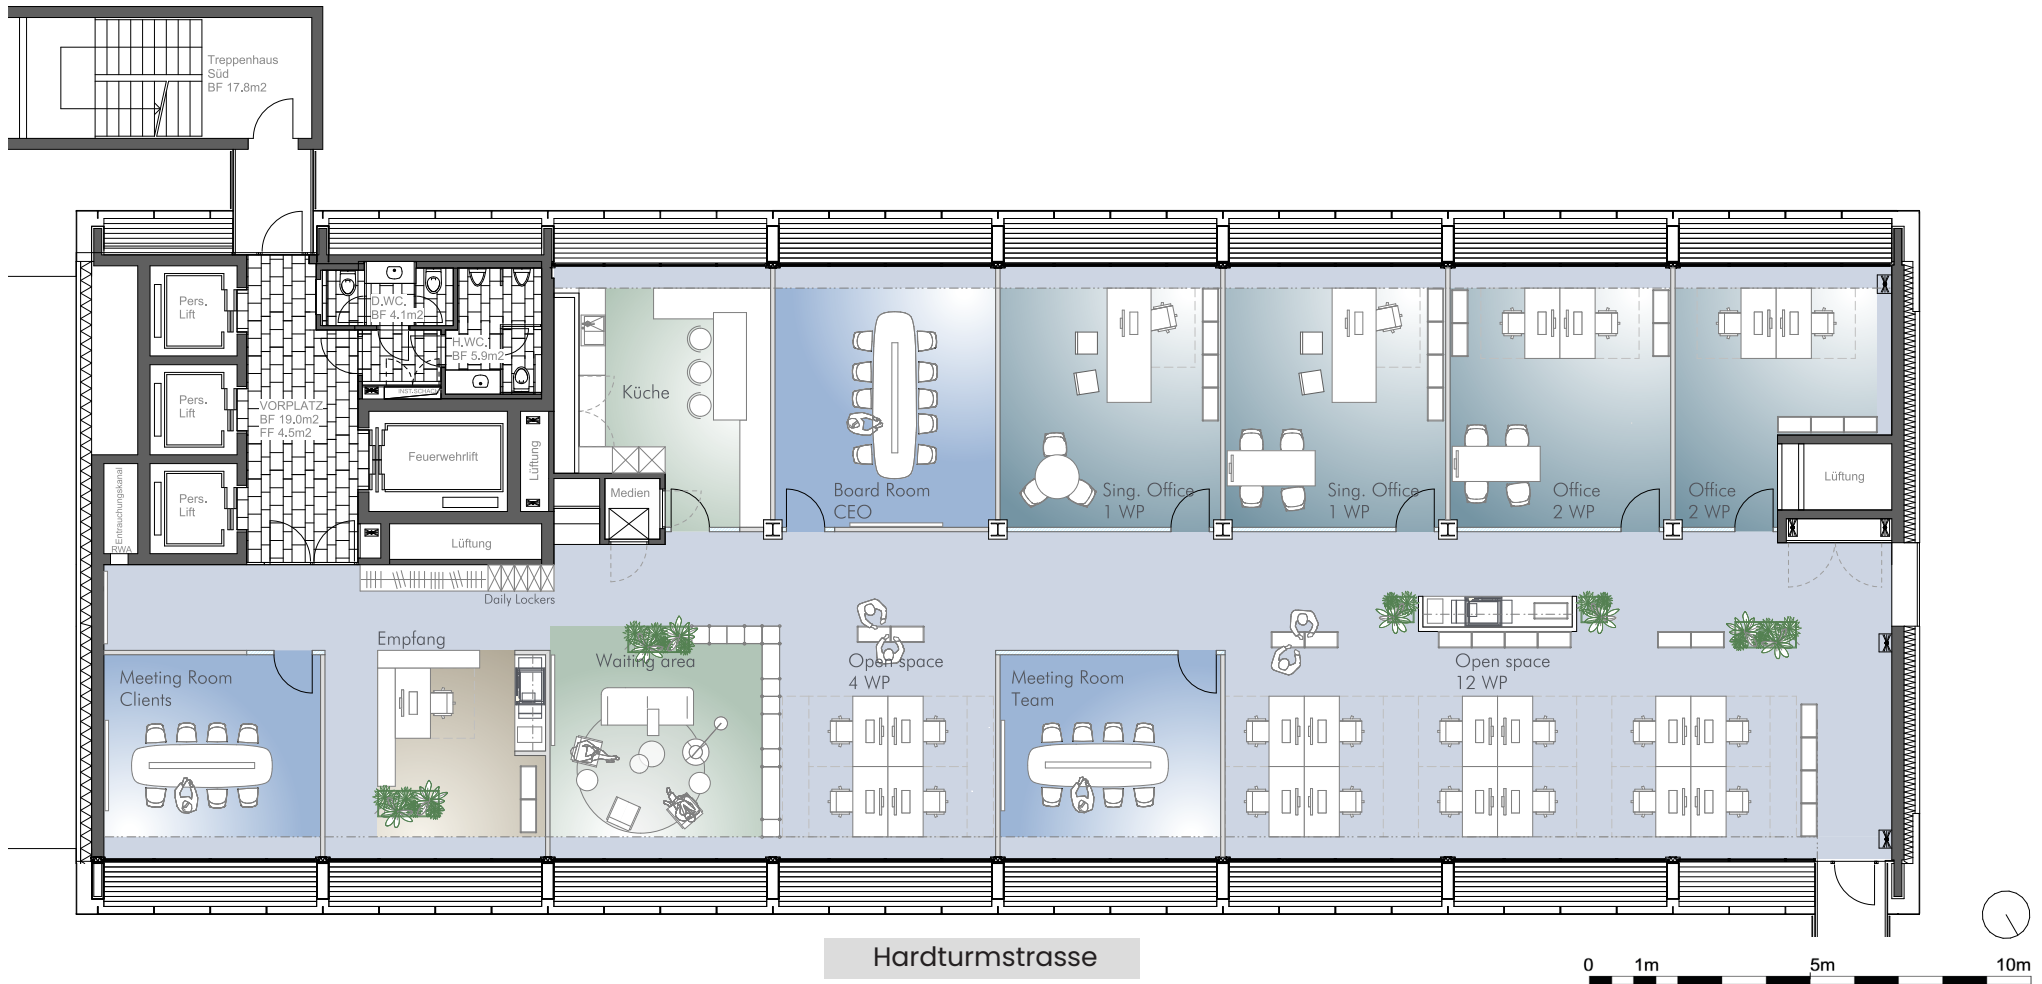 Treppenhaus
Süd
BF 17.8m2
Pers.
Lift
D.WC.
BF 4.1m2
H.WC.
BF 5.9m2
INST.SCHACHT
Pers.
Lift
VORPLATZ
BF 19.0m2
FF 4.5m2
Küche
Feuerwehrlift
Lüftung
Pers.
Lift
Entrauchungskanal
RWA
Lüftung
Medien
Board Room
CEO
Sing. Office
1 WP
Sing. Office
1 WP
Office
2 WP
Office
2 WP
Lüftung
Daily Lockers
Empfang
Meeting Room
Clients
Waiting area
Open space
4 WP
Meeting Room
Team
Open space
12 WP
Hardturmstrasse
0 1m 5m 10m